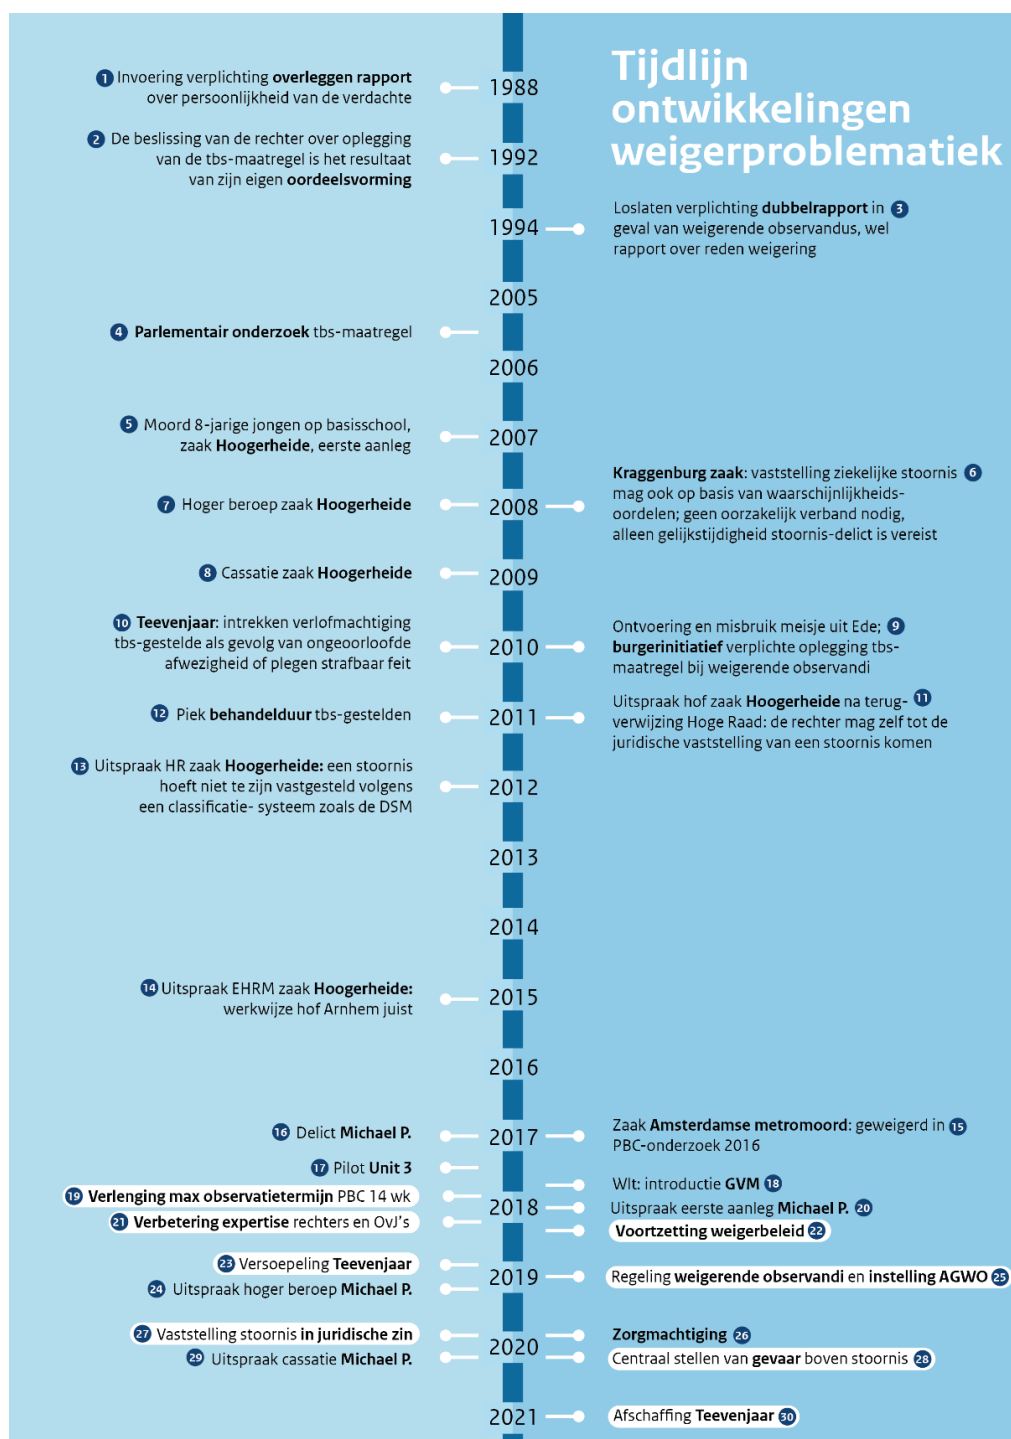 Tijdlijn
ontwikkelingen
weigerproblematiek
1 Invoering verplichting overleggen rapport
over persoonlijkheid van de verdachte
1988
2 De beslissing van de rechter over oplegging
van de tbs-maatregel is het resultaat
van zijn eigen oordeelsvorming
1992
1994
Loslaten verplichting dubbelrapport in 3
geval van weigerende observandus, wel
rapport over reden weigering
2005
4 Parlementair onderzoek tbs-maatregel
2006
5 Moord 8-jarige jongen op basisschool,
zaak Hoogerheide, eerste aanleg
2007
Kraggenburg zaak: vaststelling ziekelijke stoornis 6
mag ook op basis van waarschijnlijkheids-
oordelen; geen oorzakelijk verband nodig,
alleen gelijkstijdigheid stoornis-delict is vereist
7 Hoger beroep zaak Hoogerheide
2008
8 Cassatie zaak Hoogerheide
2009
10 Teevenjaar: intrekken verlofmachtiging
tbs-gestelde als gevolg van ongeoorloofde
afwezigheid of plegen strafbaar feit
2010
Ontvoering en misbruik meisje uit Ede; 9
burgerinitiatief verplichte oplegging tbs-
maatregel bij weigerende observandi
12 Piek behandelduur tbs-gestelden
2011
Uitspraak hof zaak Hoogerheide na terug- 11
verwijzing Hoge Raad: de rechter mag zelf tot de
juridische vaststelling van een stoornis komen
13 Uitspraak HR zaak Hoogerheide: een stoornis
hoeft niet te zijn vastgesteld volgens
een classificatie- systeem zoals de DSM
2012
2013
2014
14 Uitspraak EHRM zaak Hoogerheide:
werkwijze hof Arnhem juist
2015
2016
16 Delict Michael P.
2017
Zaak Amsterdamse metromoord: geweigerd in 15
PBC-onderzoek 2016
17 Pilot Unit 3
Wlt: introductie GVM 18
19 Verlenging max observatietermijn PBC 14 wk
2018
Uitspraak eerste aanleg Michael P. 20
21 Verbetering expertise rechters en OvJ's
Voortzetting weigerbeleid 22
23 Versoepeling Teevenjaar
2019
Regeling weigerende observandi en instelling AGWO 25
24 Uitspraak hoger beroep Michael P.
27 Vaststelling stoornis in juridische zin
Zorgmachtiging 26
2020
29 Uitspraak cassatie Michael P.
Centraal stellen van gevaar boven stoornis 28
2021
Afschaffing Teevenjaar 30